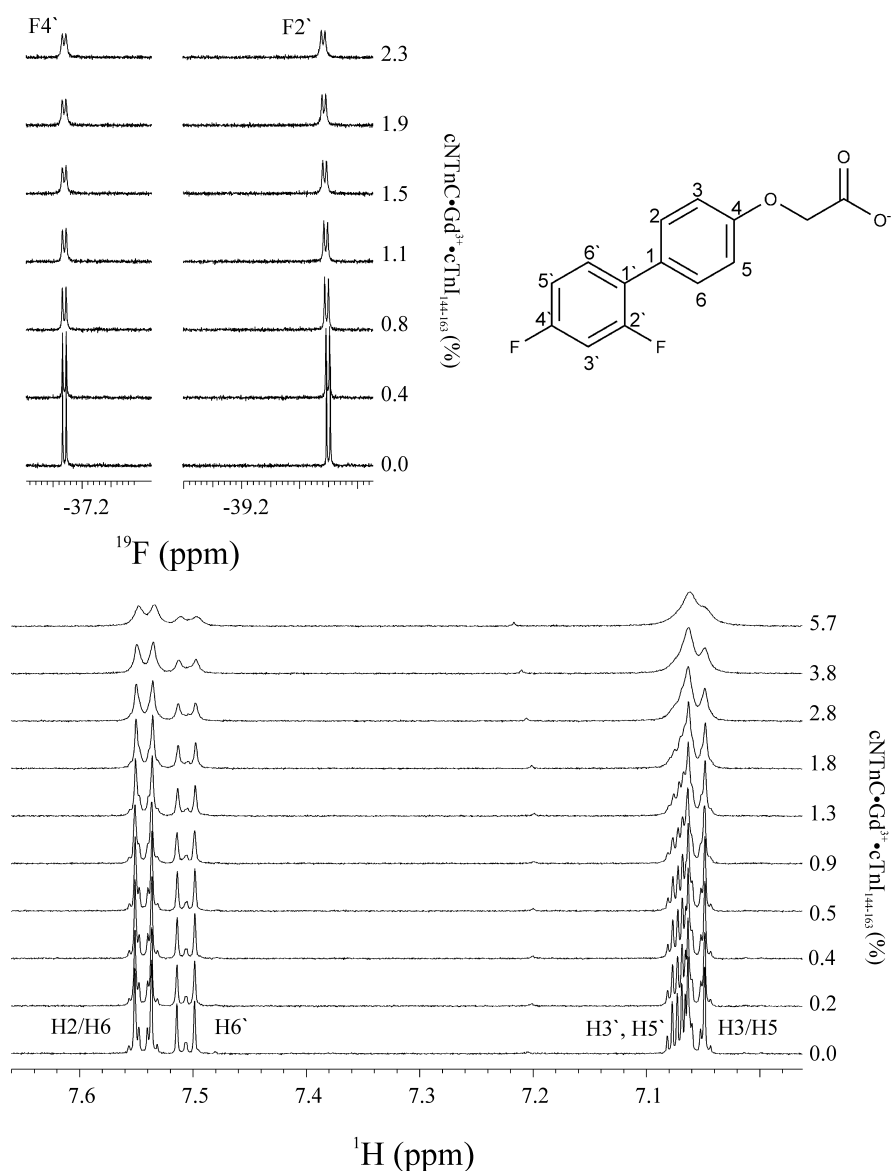 F4` F2`
2.3
1.9
1.5
1.1
0.8
0.4
0.0
cNTnC•Gd³⁺•cTnI₁₄₄₋₁₆₃(%)
-37.2 -39.2
¹⁹F (ppm)
O
O⁻
O
3
2
4
5
6
1
6`
1`
5`
4`
2`
3`
F
F
5.7
3.8
2.8
1.8
1.3
0.9
0.5
0.4
0.2
0.0
cNTnC•Gd³⁺•cTnI₁₄₄₋₁₆₃(%)
H2/H6 H6` H3`, H5` H3/H5
7.6 7.5 7.4 7.3 7.2 7.1
¹H (ppm)